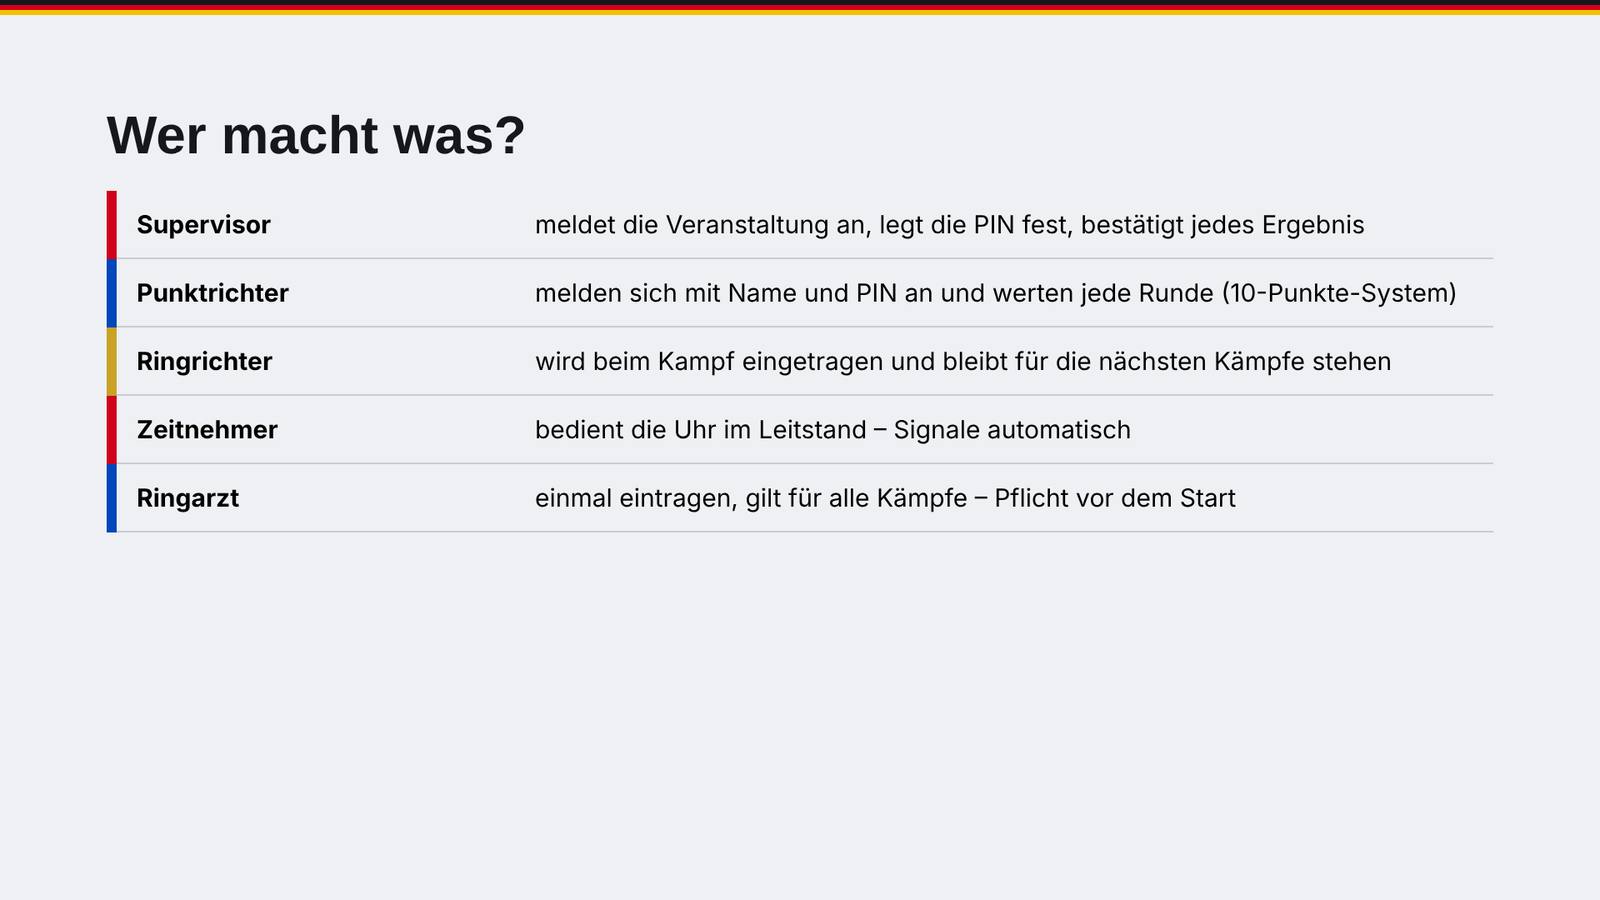 Wer macht was?
Supervisor meldet die Veranstaltung an, legt die PIN fest, bestätigt jedes Ergebnis
Punktrichter melden sich mit Name und PIN an und werten jede Runde (10-Punkte-System)
Ringrichter wird beim Kampf eingetragen und bleibt für die nächsten Kämpfe stehen
Zeitnehmer bedient die Uhr im Leitstand – Signale automatisch
Ringarzt einmal eintragen, gilt für alle Kämpfe – Pflicht vor dem Start